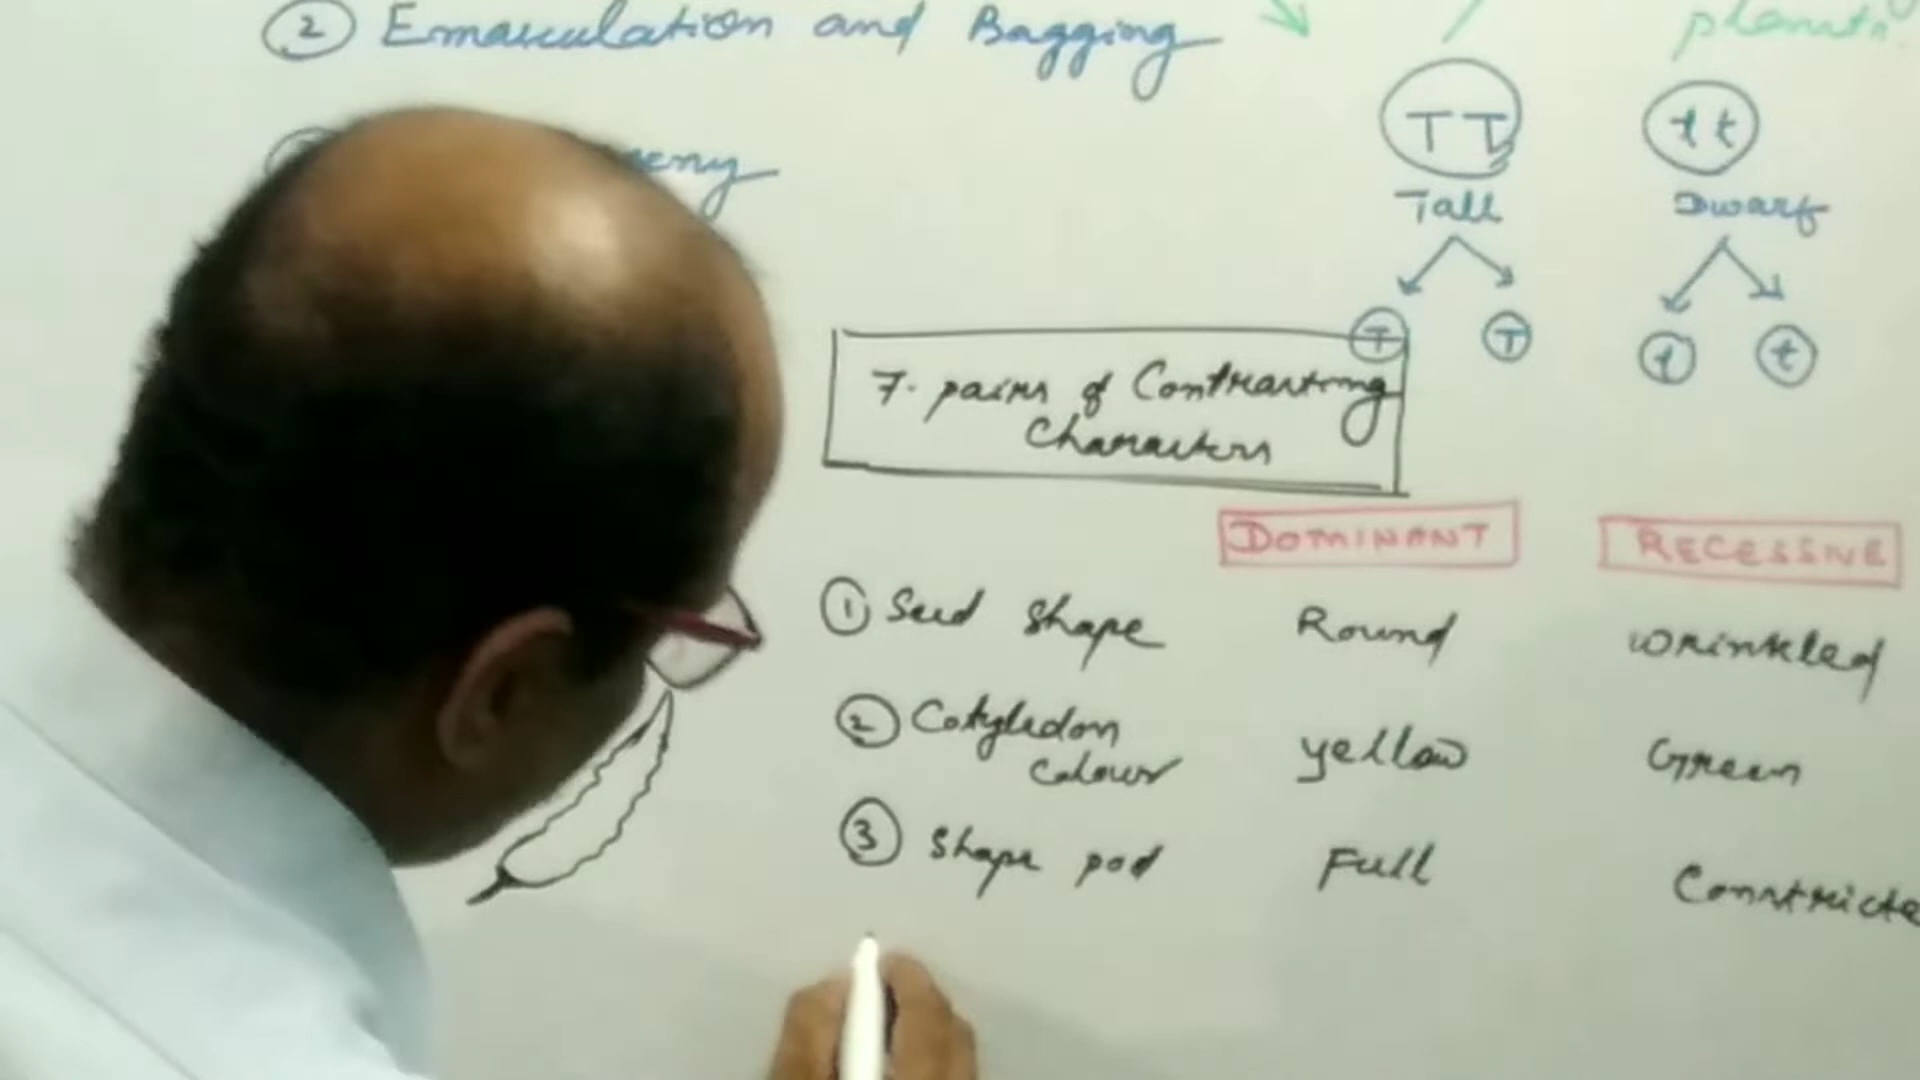 ② Emasculation and Bagging
plants
TT
tt
Tall
Dwarf
T T
t t
7. pairs of Contrasting
Characters
DOMINANT RECESSIVE
① Seed shape Round wrinkled
② Cotyledon
colour yellow Green
③ Shape pod Full Constricte